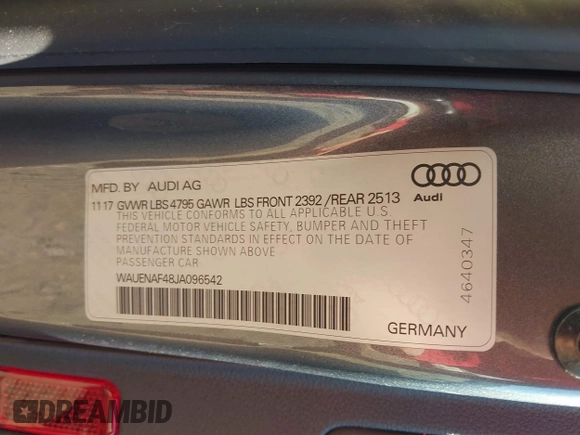 MFD. BY AUDI AG
11 17 GVWR LBS 4795 GAWR LBS FRONT 2392 /REAR 2513
THIS VEHICLE CONFORMS TO ALL APPLICABLE U.S.
FEDERAL MOTOR VEHICLE SAFETY, BUMPER AND THEFT
PREVENTION STANDARDS IN EFFECT ON THE DATE OF
MANUFACTURE SHOWN ABOVE
PASSENGER CAR
WAUENAF48JA096542
Audi
4640347
GERMANY
DREAMBID